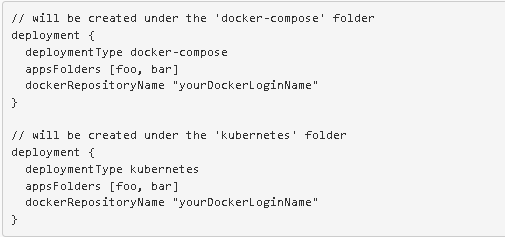 // will be created under the 'docker-compose' folder
deployment {
  deploymentType docker-compose
  appsFolders [foo, bar]
  dockerRepositoryName "yourDockerLoginName"
}

// will be created under the 'kubernetes' folder
deployment {
  deploymentType kubernetes
  appsFolders [foo, bar]
  dockerRepositoryName "yourDockerLoginName"
}